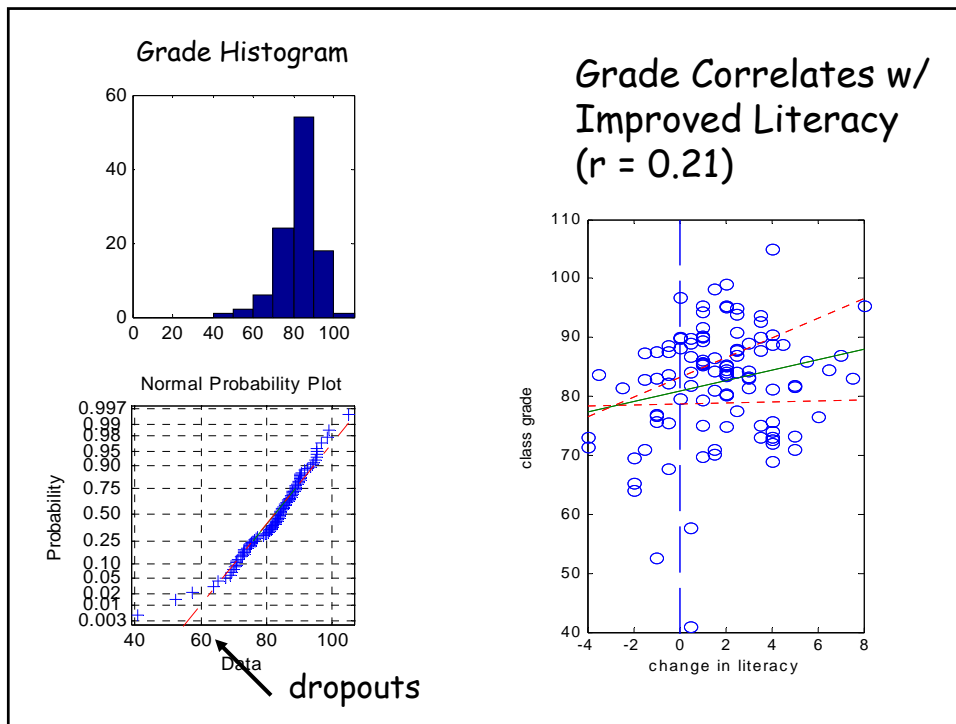 Grade Histogram
60
40
20
0
0 20 40 60 80 100
Grade Correlates w/
Improved Literacy
(r = 0.21)
Normal Probability Plot
0.997
0.99
0.98
0.95
0.90
0.75
0.50
0.25
0.10
0.05
0.02
0.01
0.003
Probability
40 60 80 100
Data
dropouts
110
100
90
80
70
60
50
40
class grade
-4 -2 0 2 4 6 8
change in literacy